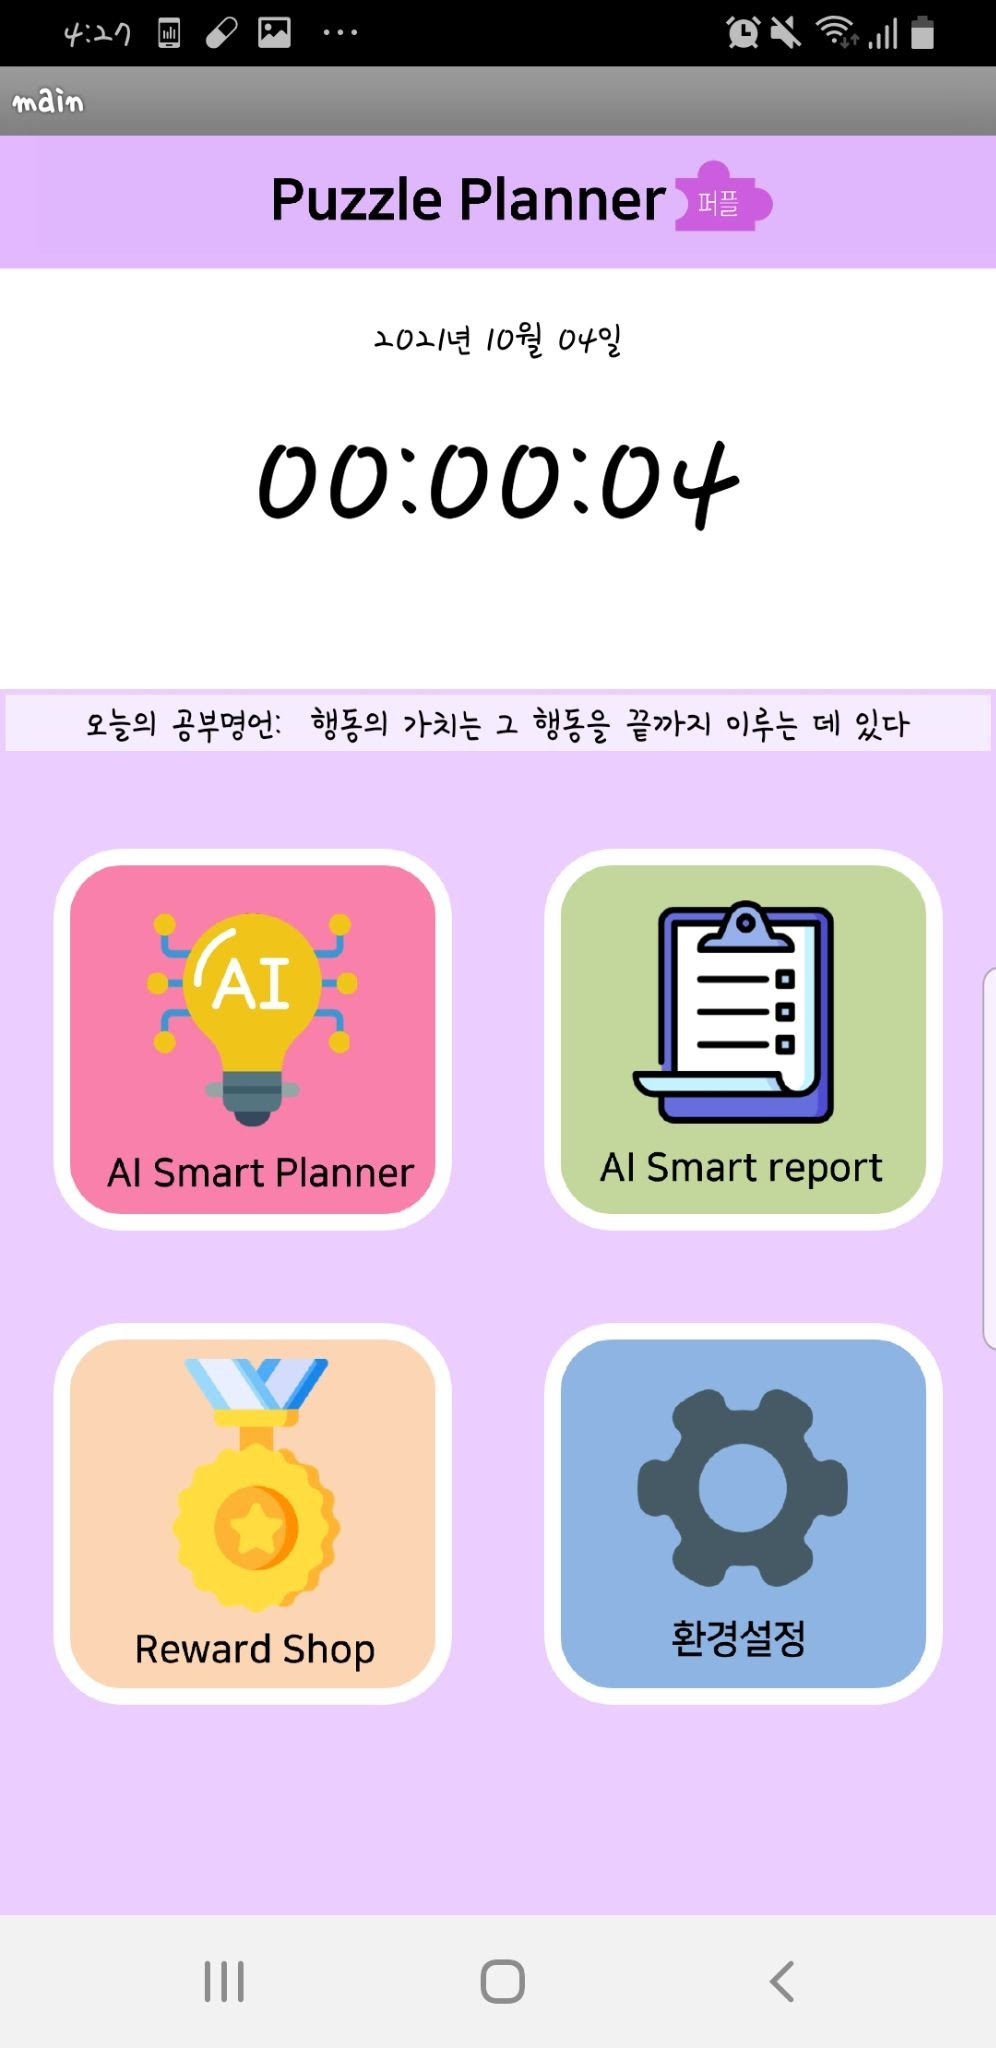 4:27
main
Puzzle Planner 퍼플
2021년 10월 04일
00:00:04
오늘의 공부명언: 행동의 가치는 그 행동을 끝까지 이루는 데 있다
AI
AI Smart Planner
AI Smart report
Reward Shop
환경설정